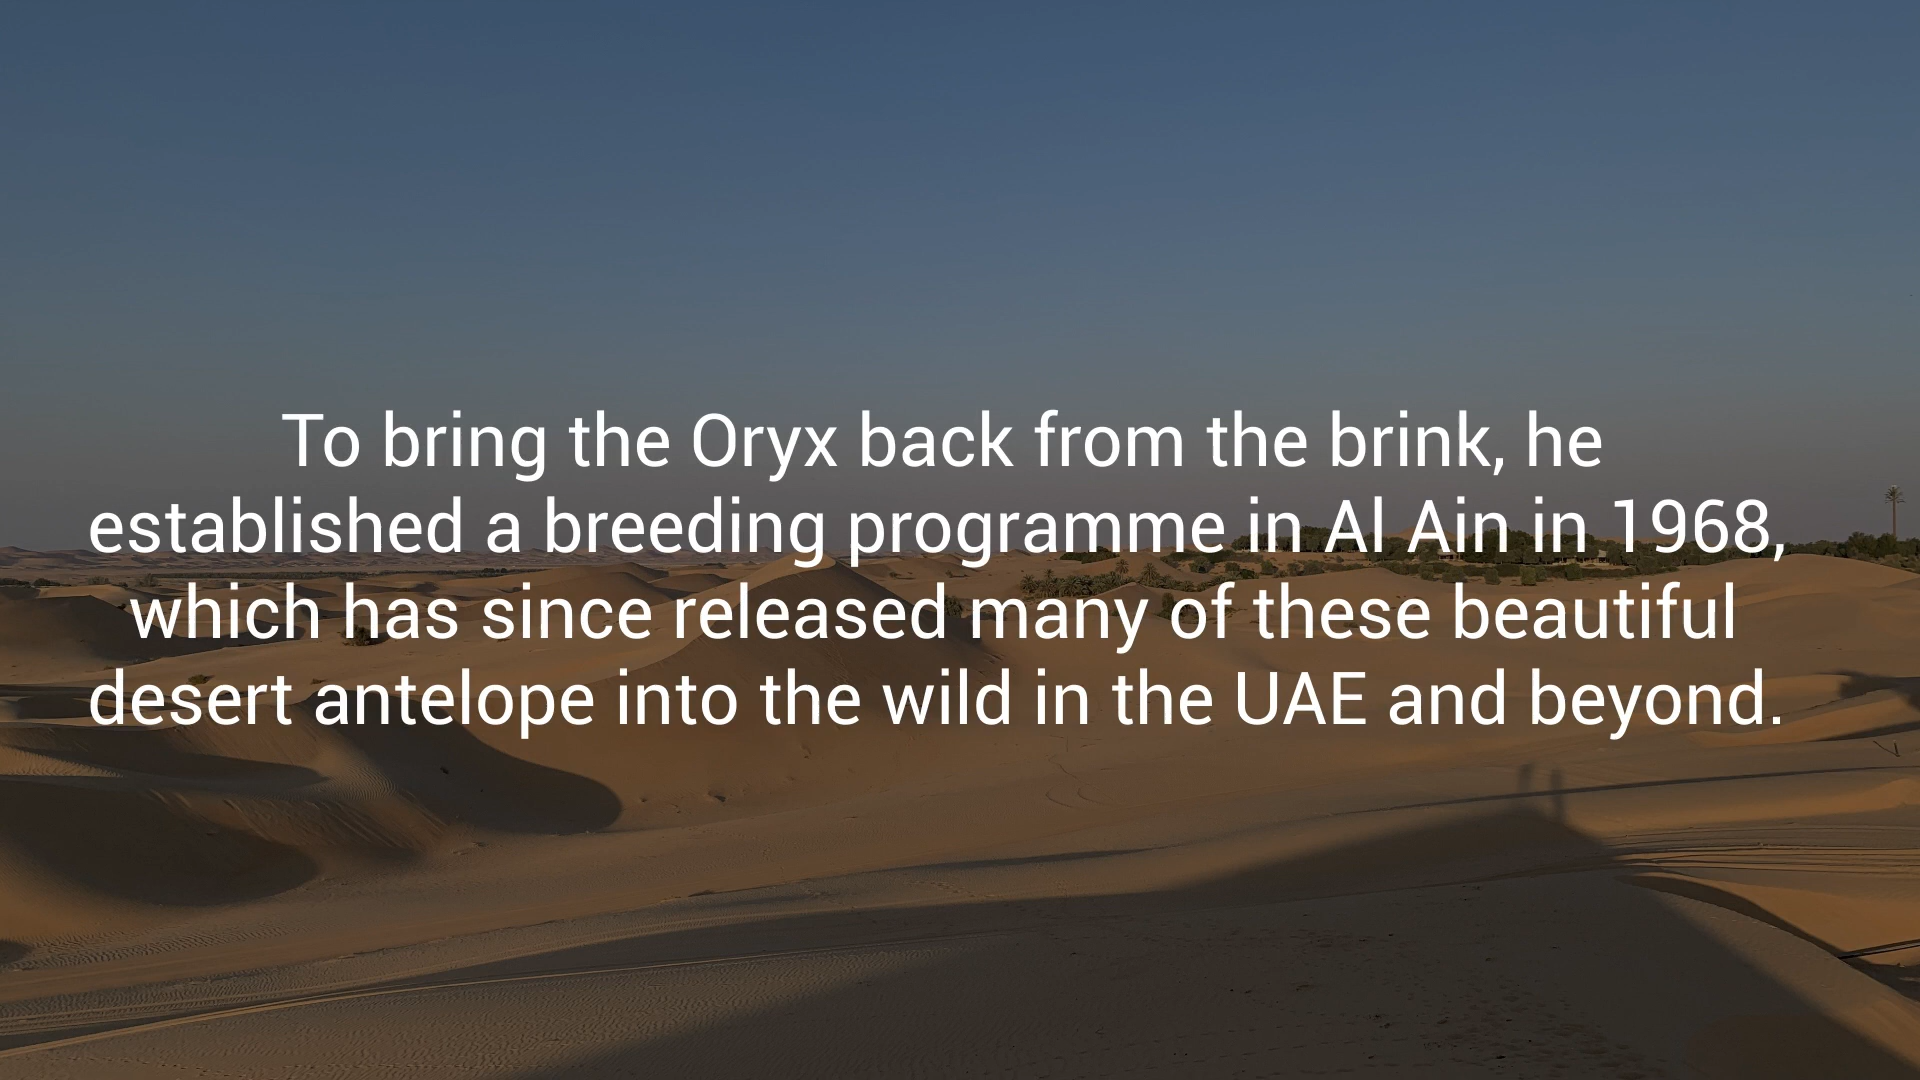 To bring the Oryx back from the brink, he
established a breeding programme in Al Ain in 1968,
which has since released many of these beautiful
desert antelope into the wild in the UAE and beyond.